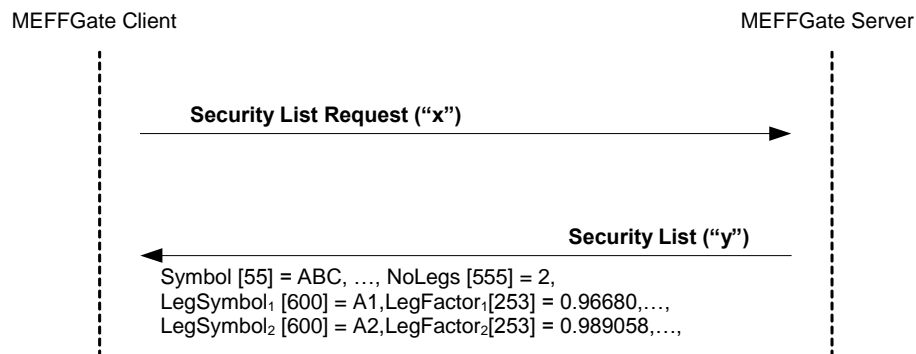 MEFFGate Client
MEFFGate Server
Security List Request (“x”)
Security List (“y”)
Symbol [55] = ABC, …, NoLegs [555] = 2,
LegSymbol₁ [600] = A1,LegFactor₁[253] = 0.96680,…,
LegSymbol₂ [600] = A2,LegFactor₂[253] = 0.989058,…,